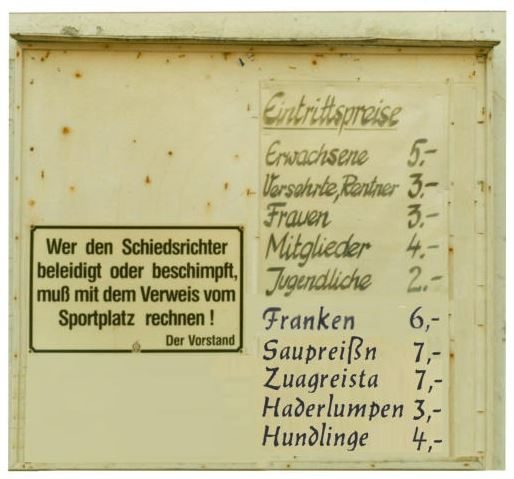 Wer den Schiedsrichter
beleidigt oder beschimpft,
muß mit dem Verweis vom
Sportplatz rechnen !
Der Vorstand
Eintrittspreise
Erwachsene 5.-
Versehrte, Rentner 3.-
Frauen 3.-
Mitglieder 4.-
Jugendliche 2.-
Franken 6,-
Saupreißn 7,-
Zuagreista 7,-
Haderlumpen 3,-
Hundlinge 4,-